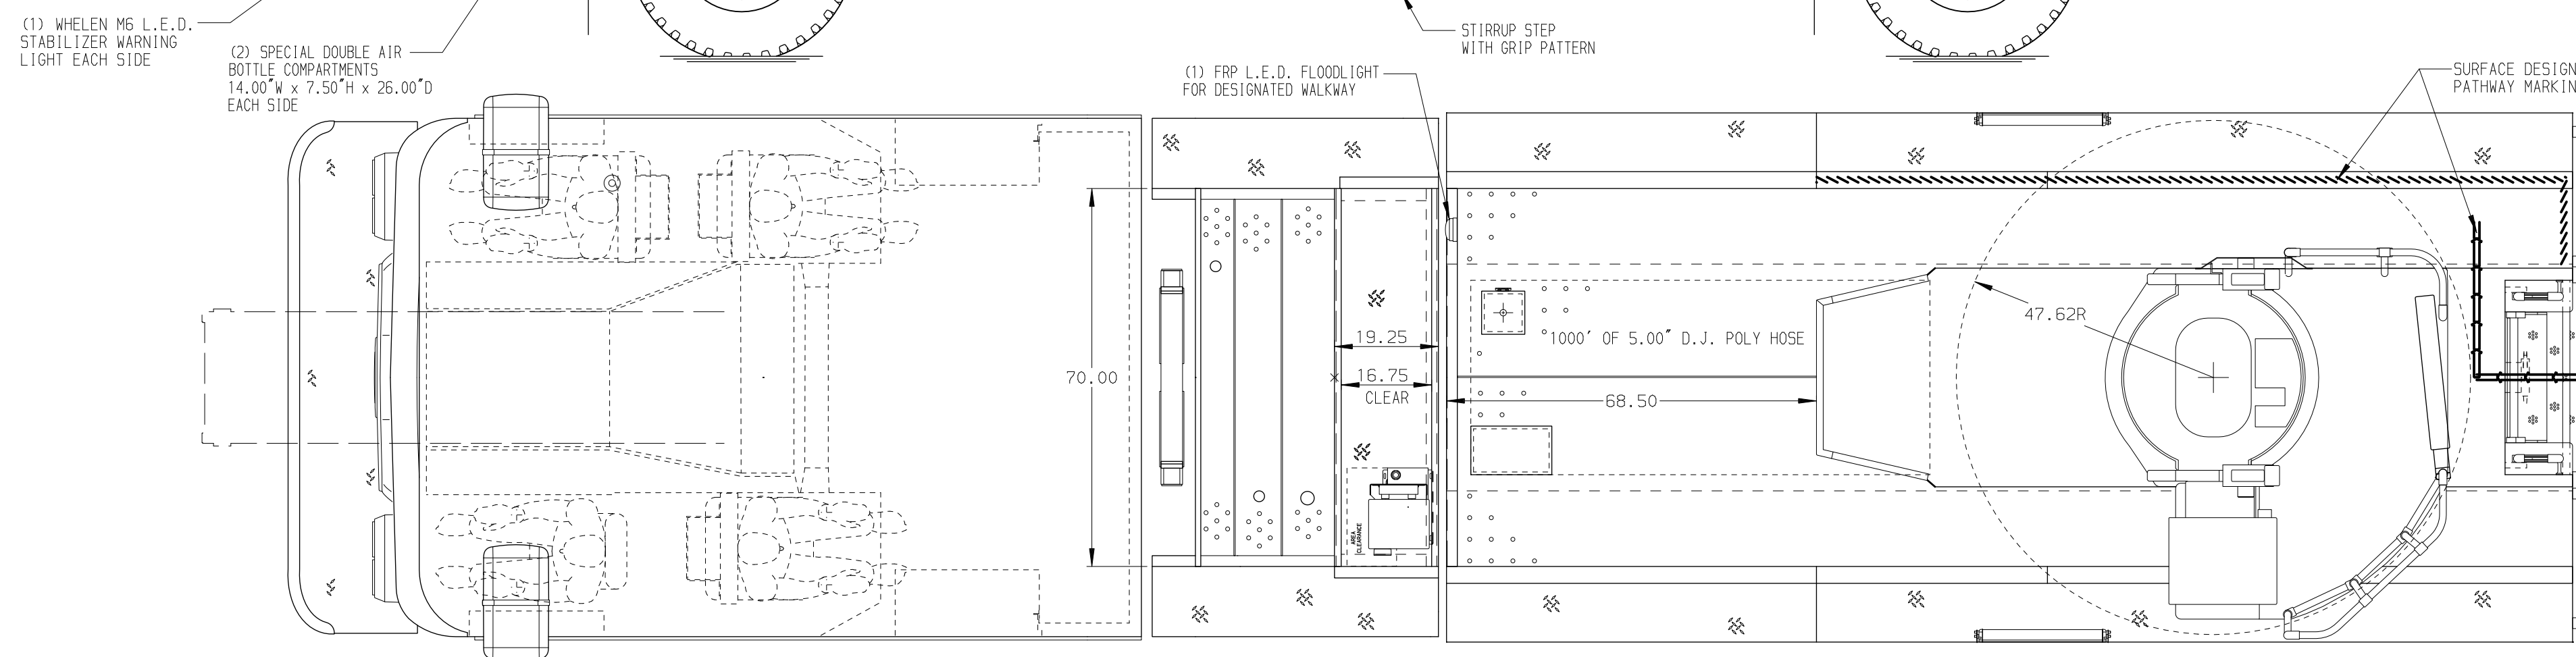 (1) WHELEN M6 L.E.D.
STABILIZER WARNING
LIGHT EACH SIDE
(2) SPECIAL DOUBLE AIR
BOTTLE COMPARTMENTS
14.00"W x 7.50"H x 26.00"D
EACH SIDE
STIRRUP STEP
WITH GRIP PATTERN
(1) FRP L.E.D. FLOODLIGHT
FOR DESIGNATED WALKWAY
SURFACE DESIGN
PATHWAY MARKIN
47.62R
1000' OF 5.00" D.J. POLY HOSE
19.25
70.00
16.75
CLEAR
68.50
AREA
CLEARANCE